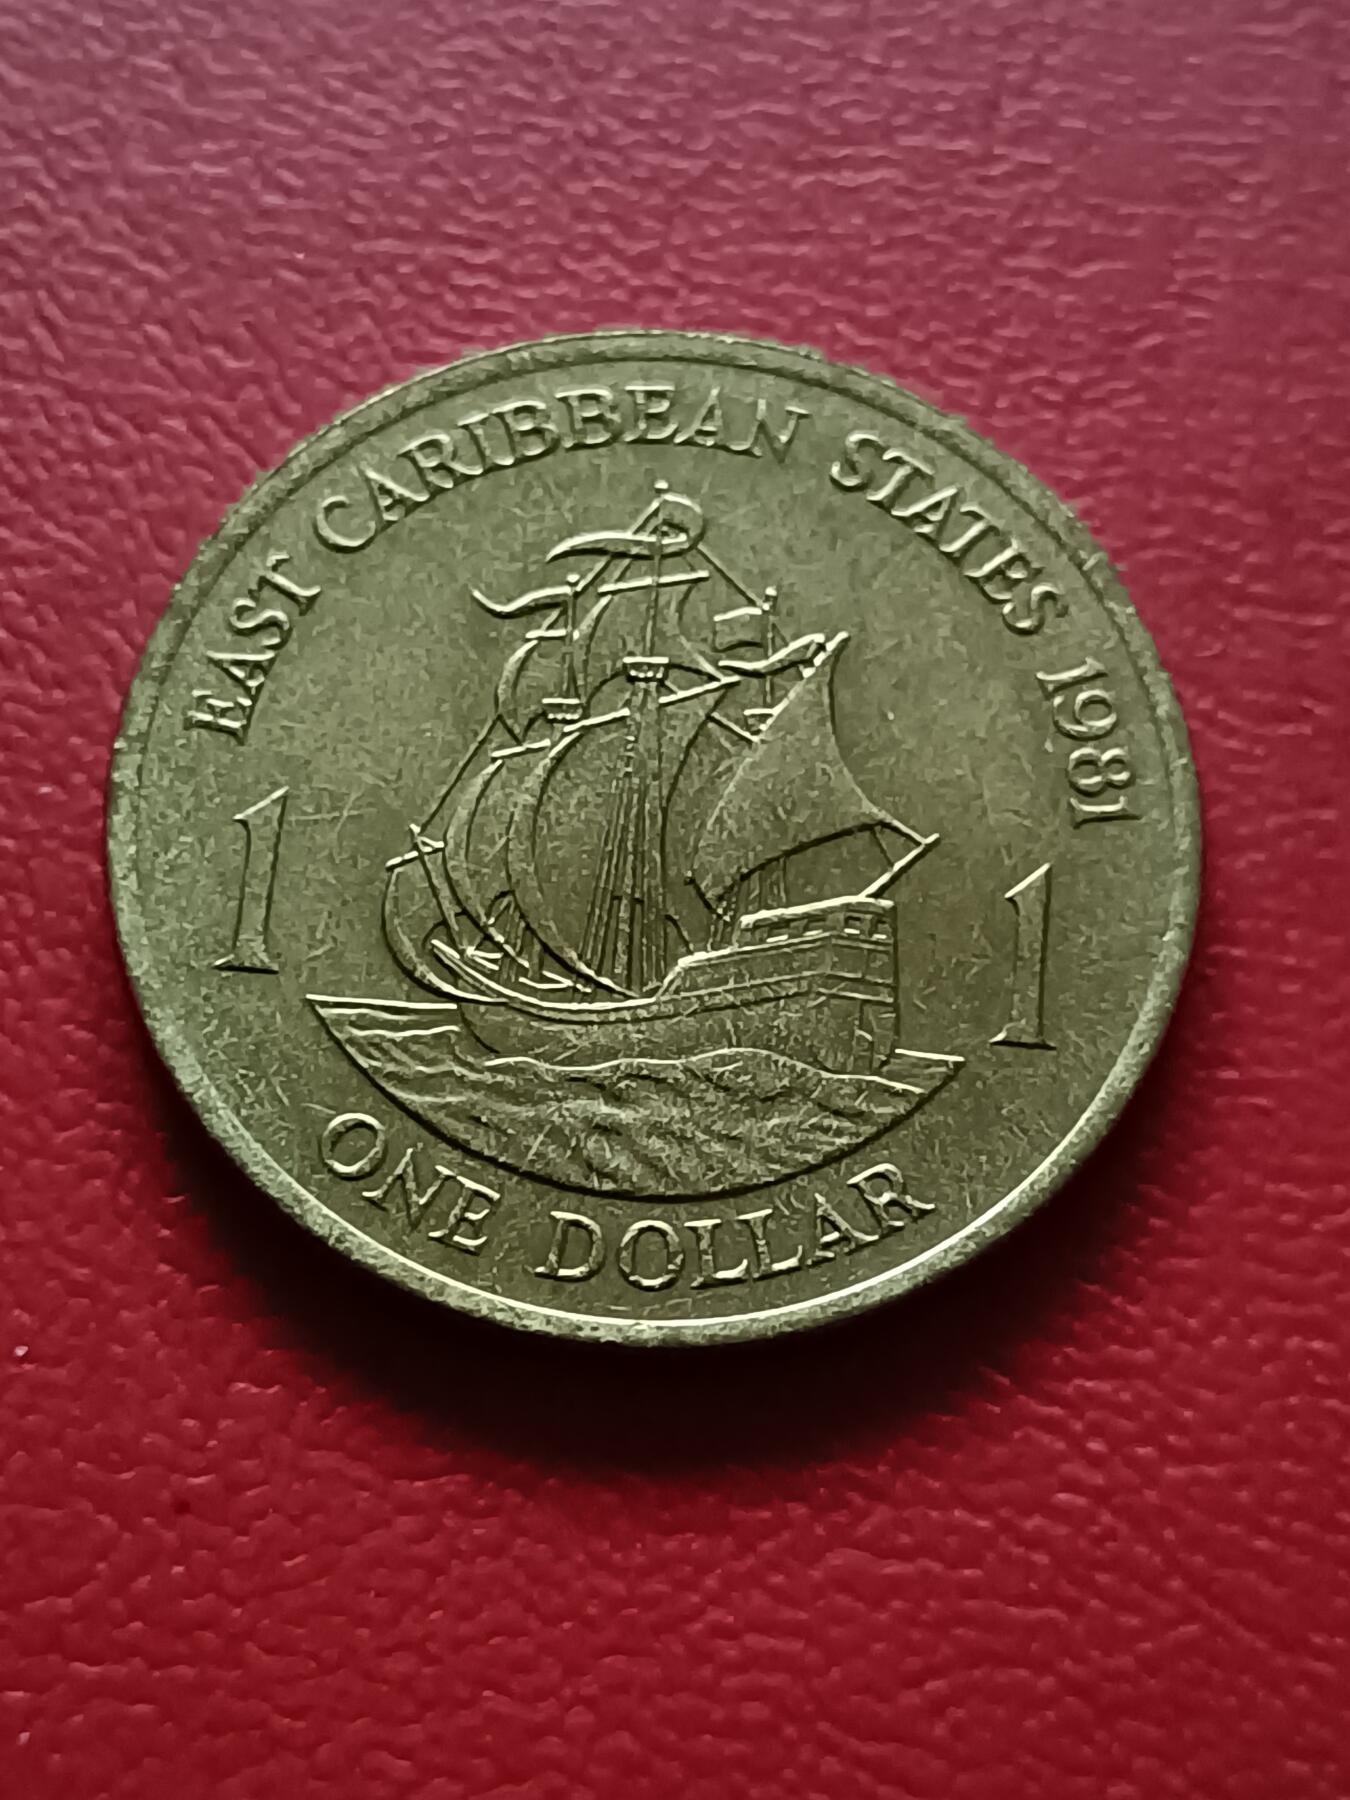 EAST CARIBBEAN STATES 1981
1 1
ONE DOLLAR